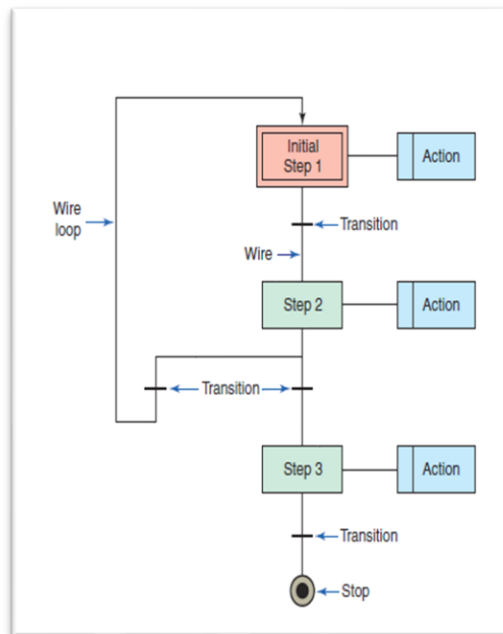 Initial
Step 1
Action
Wire
loop
Transition
Wire
Step 2
Action
Transition
Step 3
Action
Transition
Stop